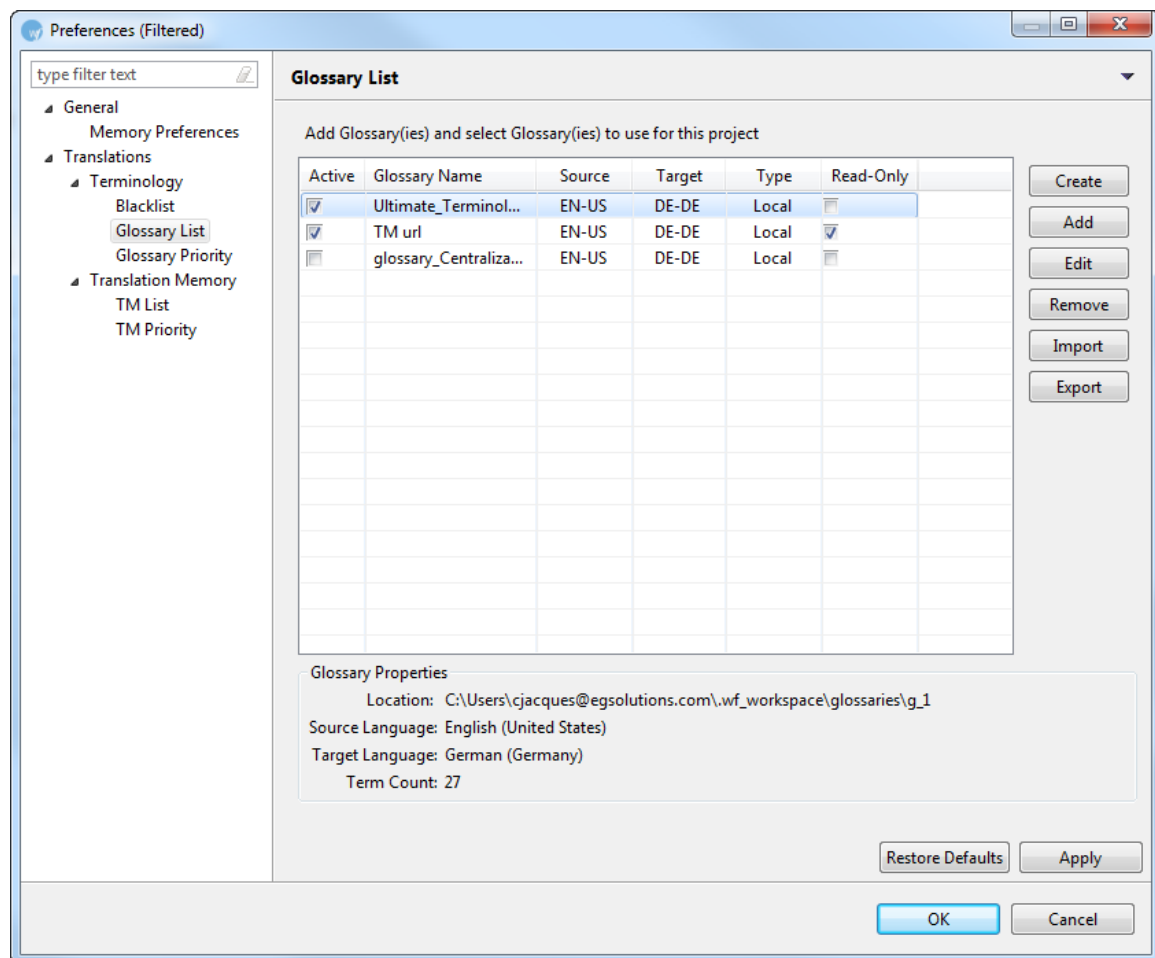 Preferences (Filtered)
type filter text
General
Memory Preferences
Translations
Terminology
Blacklist
Glossary List
Glossary Priority
Translation Memory
TM List
TM Priority
Glossary List
Add Glossary(ies) and select Glossary(ies) to use for this project
Active Glossary Name Source Target Type Read-Only
Ultimate_Terminol... EN-US DE-DE Local
TM url EN-US DE-DE Local
glossary_Centraliza... EN-US DE-DE Local
Create
Add
Edit
Remove
Import
Export
Glossary Properties
Location: C:\Users\cjacques@egsolutions.com\.wf_workspace\glossaries\g_1
Source Language: English (United States)
Target Language: German (Germany)
Term Count: 27
Restore Defaults Apply
OK Cancel